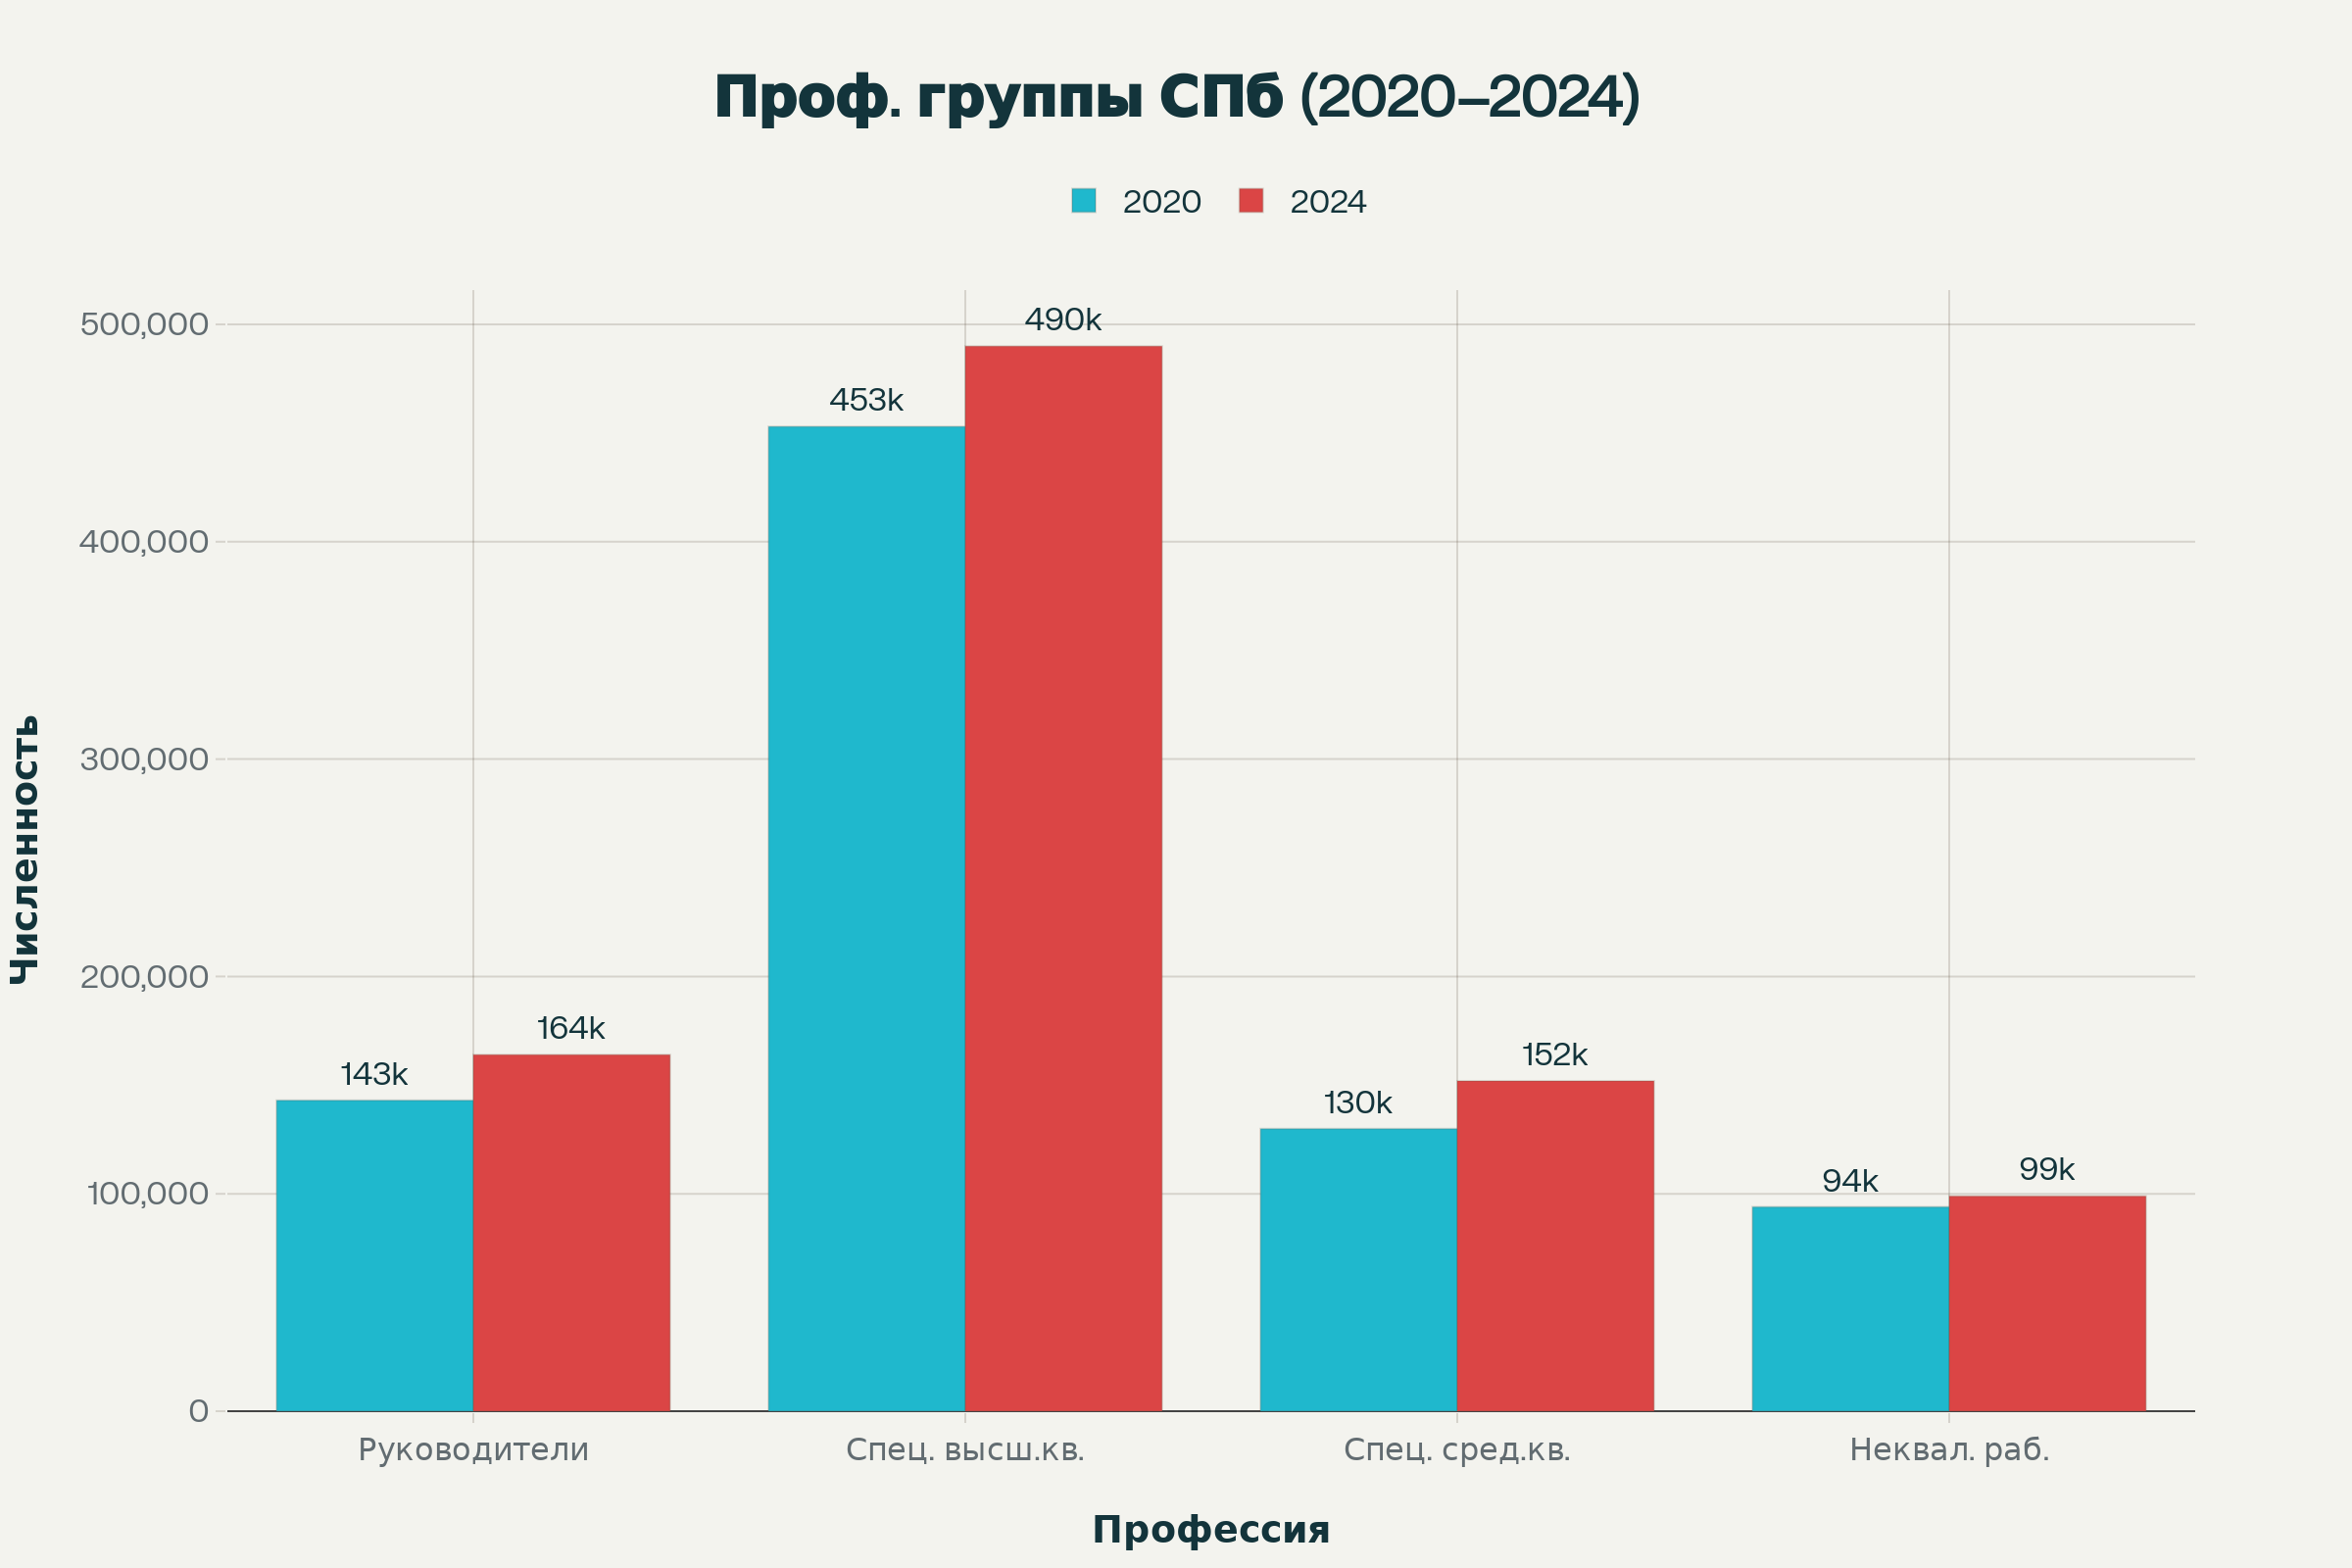 Проф. группы СПб (2020–2024)
2020 2024
500,000
400,000
300,000
200,000
100,000
0
Численность
143k
164k
453k
490k
130k
152k
94k
99k
Руководители
Спец. высш.кв.
Спец. сред.кв.
Неквал. раб.
Профессия